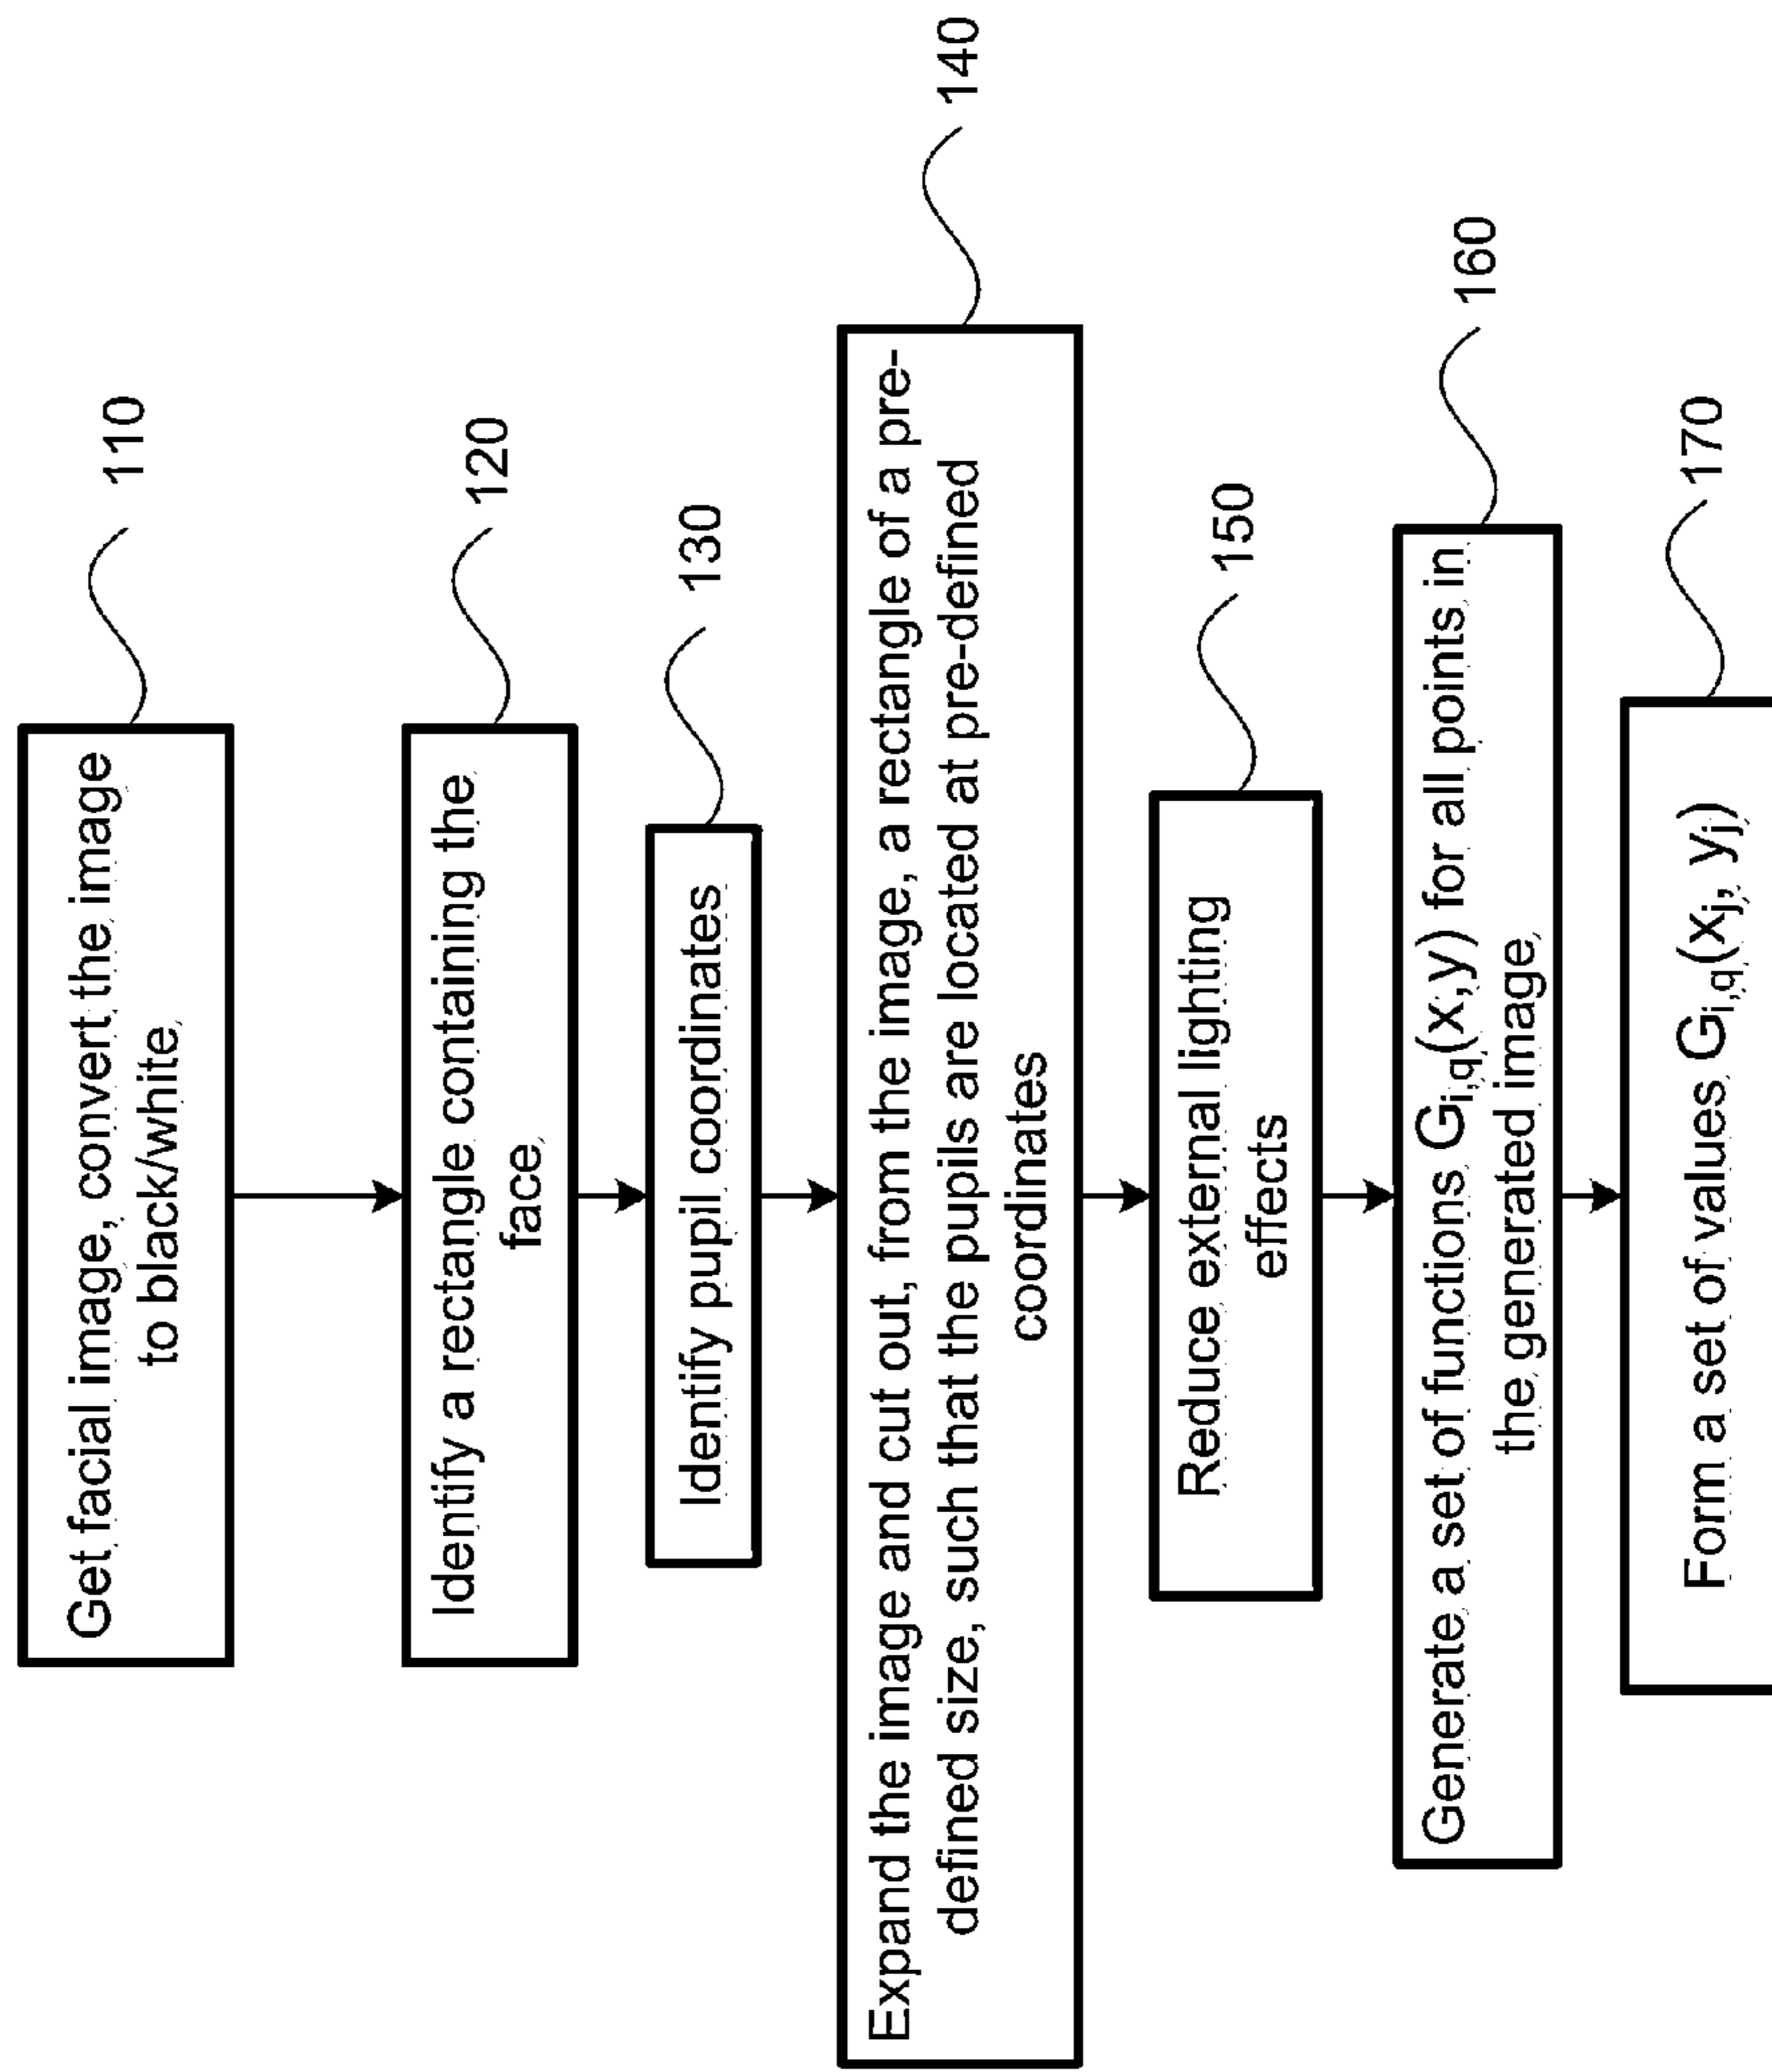 Get facial image, convert the image
to black/white
110
Identify a rectangle containing the
face
120
Identify pupil coordinates
130
Expand the image and cut out, from the image, a rectangle of a pre-
defined size, such that the pupils are located at pre-defined
coordinates
140
Reduce external lighting
effects
150
Generate a set of functions Gi,q(x,y) for all points in
the generated image
160
Form a set of values Gi,q(xj, yj)
170